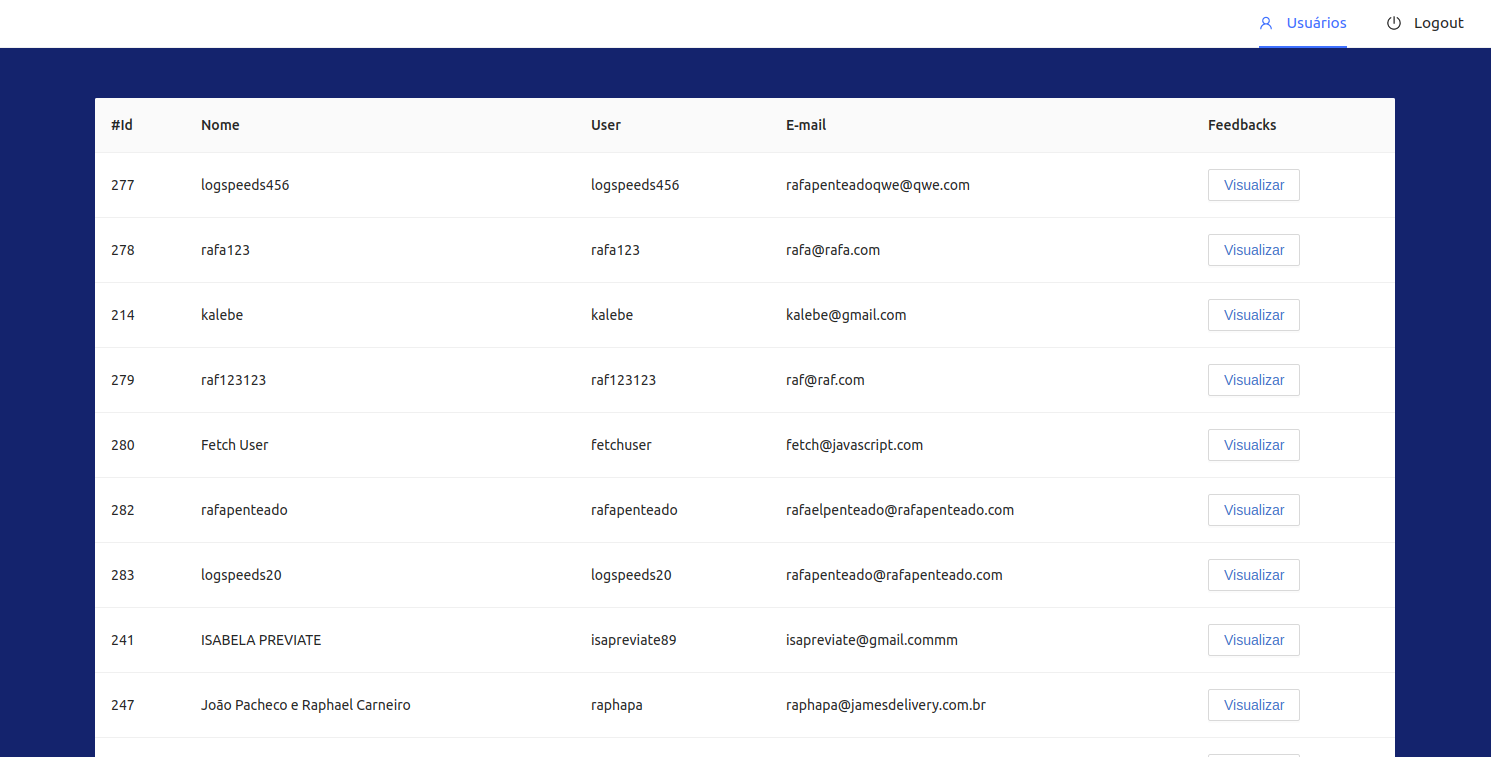 Usuários Logout
#Id Nome User E-mail Feedbacks
277 logspeeds456 logspeeds456 rafapenteadoqwe@qwe.com Visualizar
278 rafa123 rafa123 rafa@rafa.com Visualizar
214 kalebe kalebe kalebe@gmail.com Visualizar
279 raf123123 raf123123 raf@raf.com Visualizar
280 Fetch User fetchuser fetch@javascript.com Visualizar
282 rafapenteado rafapenteado rafaelpenteado@rafapenteado.com Visualizar
283 logspeeds20 logspeeds20 rafapenteado@rafapenteado.com Visualizar
241 ISABELA PREVIATE isapreviate89 isapreviate@gmail.commm Visualizar
247 João Pacheco e Raphael Carneiro raphapa raphapa@jamesdelivery.com.br Visualizar